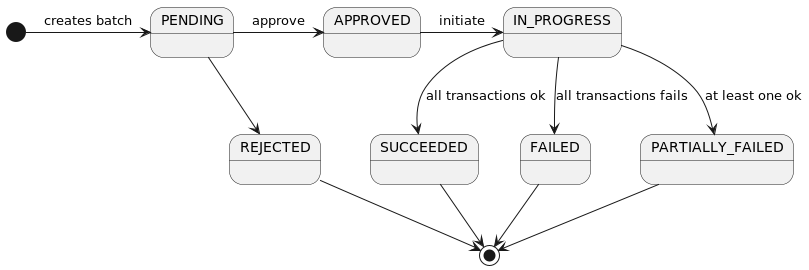 creates batch
PENDING
approve
APPROVED
initiate
IN_PROGRESS
all transactions ok
all transactions fails
at least one ok
REJECTED
SUCCEEDED
FAILED
PARTIALLY_FAILED